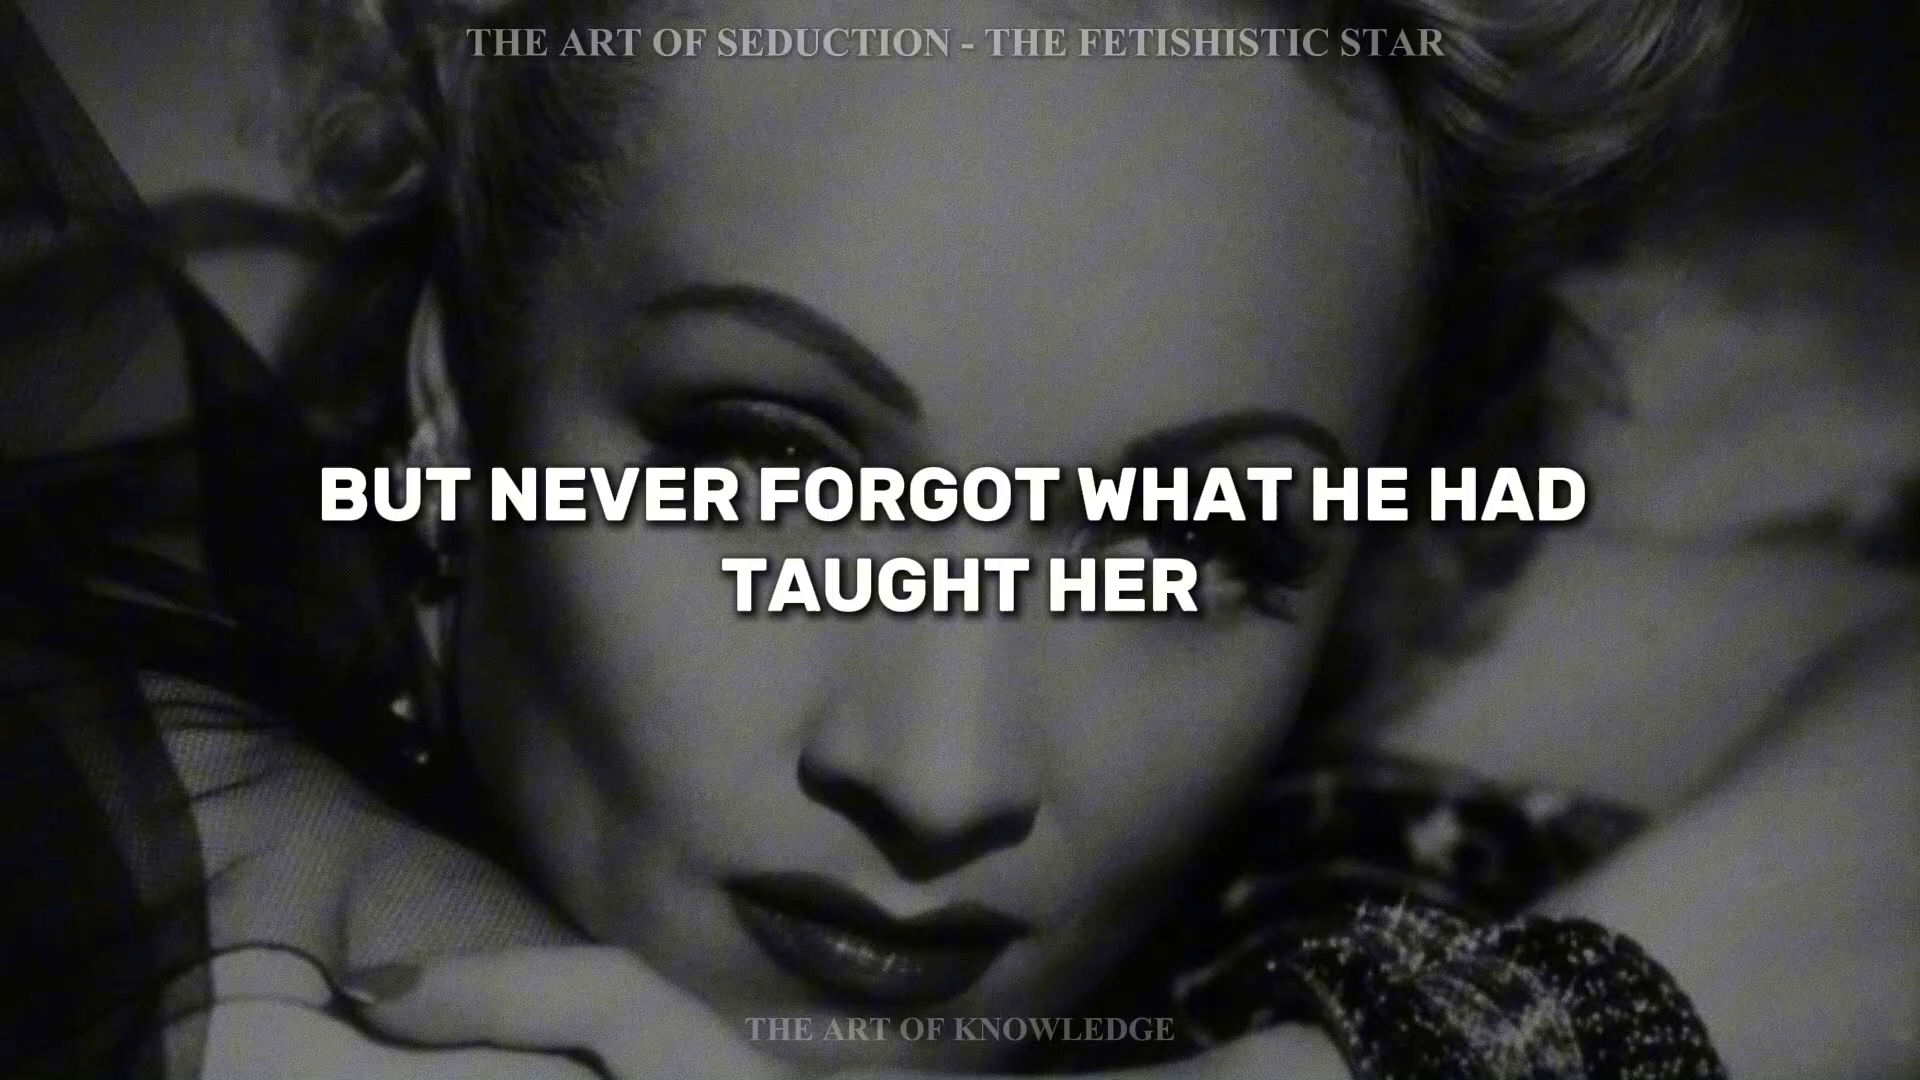 THE ART OF SEDUCTION - THE FETISHISTIC STAR
BUT NEVER FORGOT WHAT HE HAD
TAUGHT HER
THE ART OF KNOWLEDGE